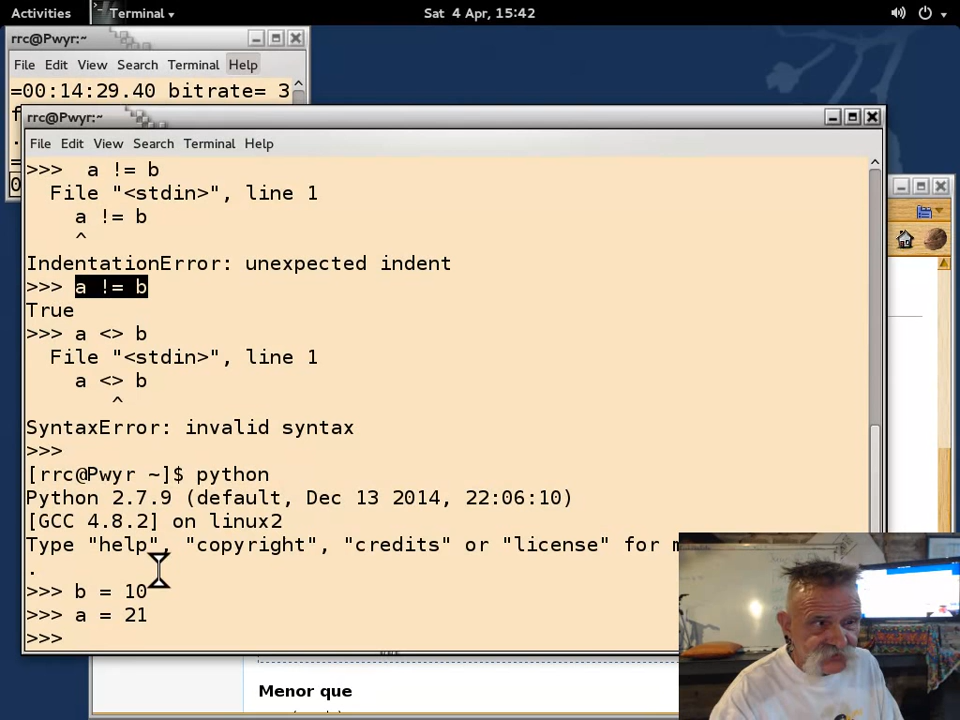 Activities Terminal Sat 4 Apr, 15:42
rrc@Pwyr:~
File Edit View Search Terminal Help
=00:14:29.40 bitrate= 3
rrc@Pwyr:~
File Edit View Search Terminal Help
>>>  a != b
  File "<stdin>", line 1
    a != b
    ^
IndentationError: unexpected indent
>>> a != b
True
>>> a <> b
  File "<stdin>", line 1
    a <> b
       ^
SyntaxError: invalid syntax
>>>
[rrc@Pwyr ~]$ python
Python 2.7.9 (default, Dec 13 2014, 22:06:10)
[GCC 4.8.2] on linux2
Type "help", "copyright", "credits" or "license" for m
.
>>> b = 10
>>> a = 21
>>>
Menor que